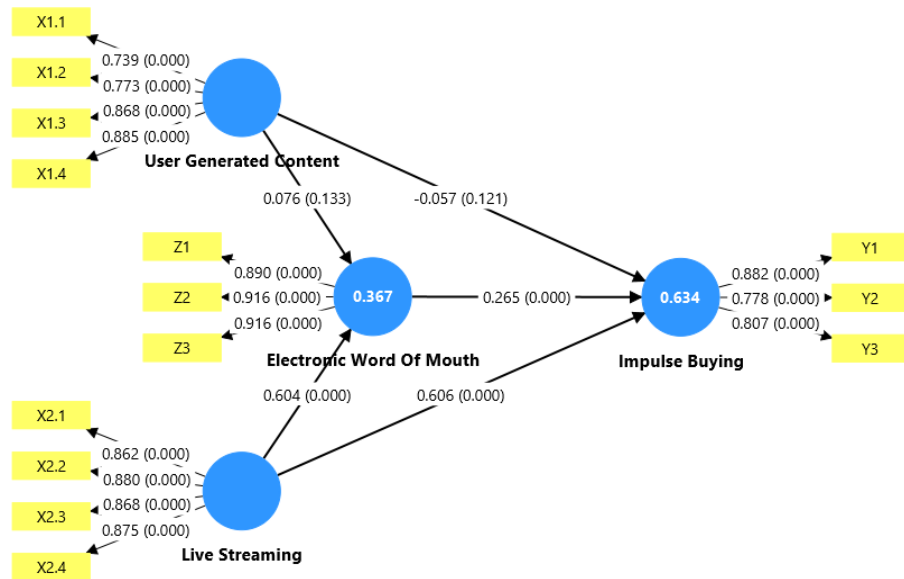 X1.1
0.739 (0.000)
X1.2
0.773 (0.000)
X1.3
0.868 (0.000)
0.885 (0.000)
X1.4
User Generated Content
0.076 (0.133)
-0.057 (0.121)
Z1
0.890 (0.000)
Z2
0.916 (0.000)
Z3
0.916 (0.000)
0.367
Electronic Word Of Mouth
0.265 (0.000)
0.634
Impulse Buying
Y1
0.882 (0.000)
Y2
0.778 (0.000)
0.807 (0.000)
Y3
0.604 (0.000)
0.606 (0.000)
X2.1
0.862 (0.000)
X2.2
0.880 (0.000)
X2.3
0.868 (0.000)
0.875 (0.000)
X2.4
Live Streaming